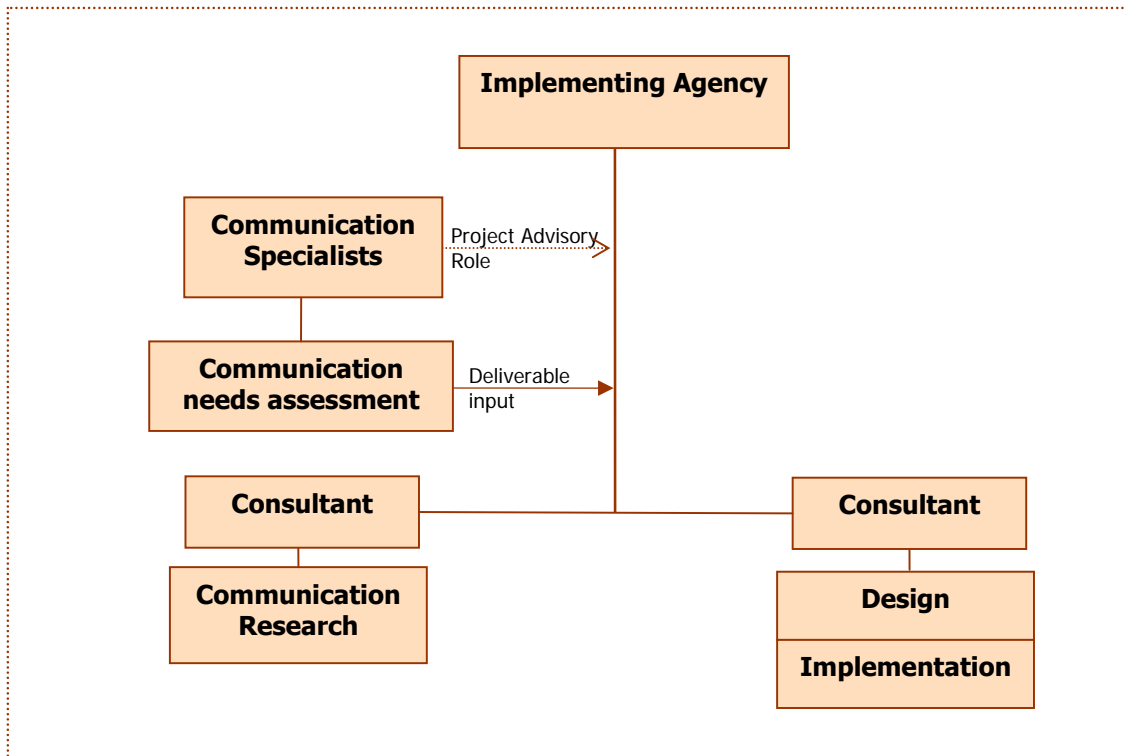 Implementing Agency
Communication
Specialists
Project Advisory
Role
Communication
needs assessment
Deliverable
input
Consultant
Consultant
Communication
Research
Design
Implementation